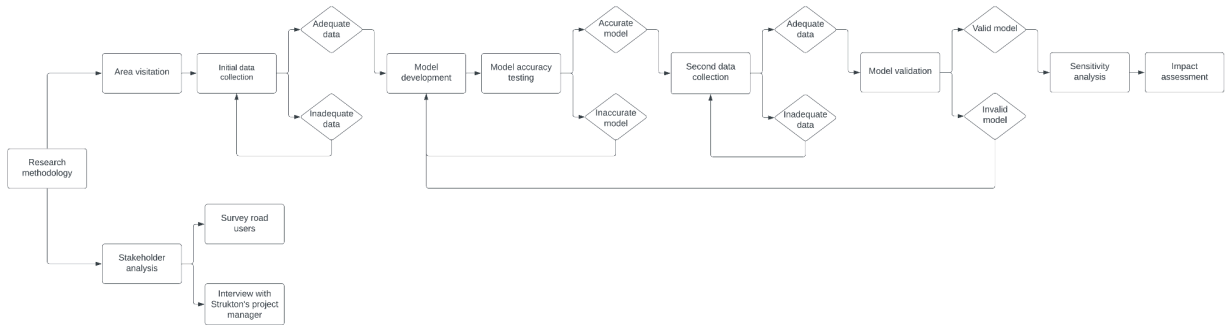 Adequate
data
Accurate
model
Adequate
data
Valid model
Area visitation
Initial data
collection
Model
development
Model accuracy
testing
Second data
collection
Model validation
Sensitivity
analysis
Impact
assessment
Inadequate
data
Inaccurate
model
Inadequate
data
Invalid
model
Research
methodology
Survey road
users
Stakeholder
analysis
Interview with
Strukton's project
manager